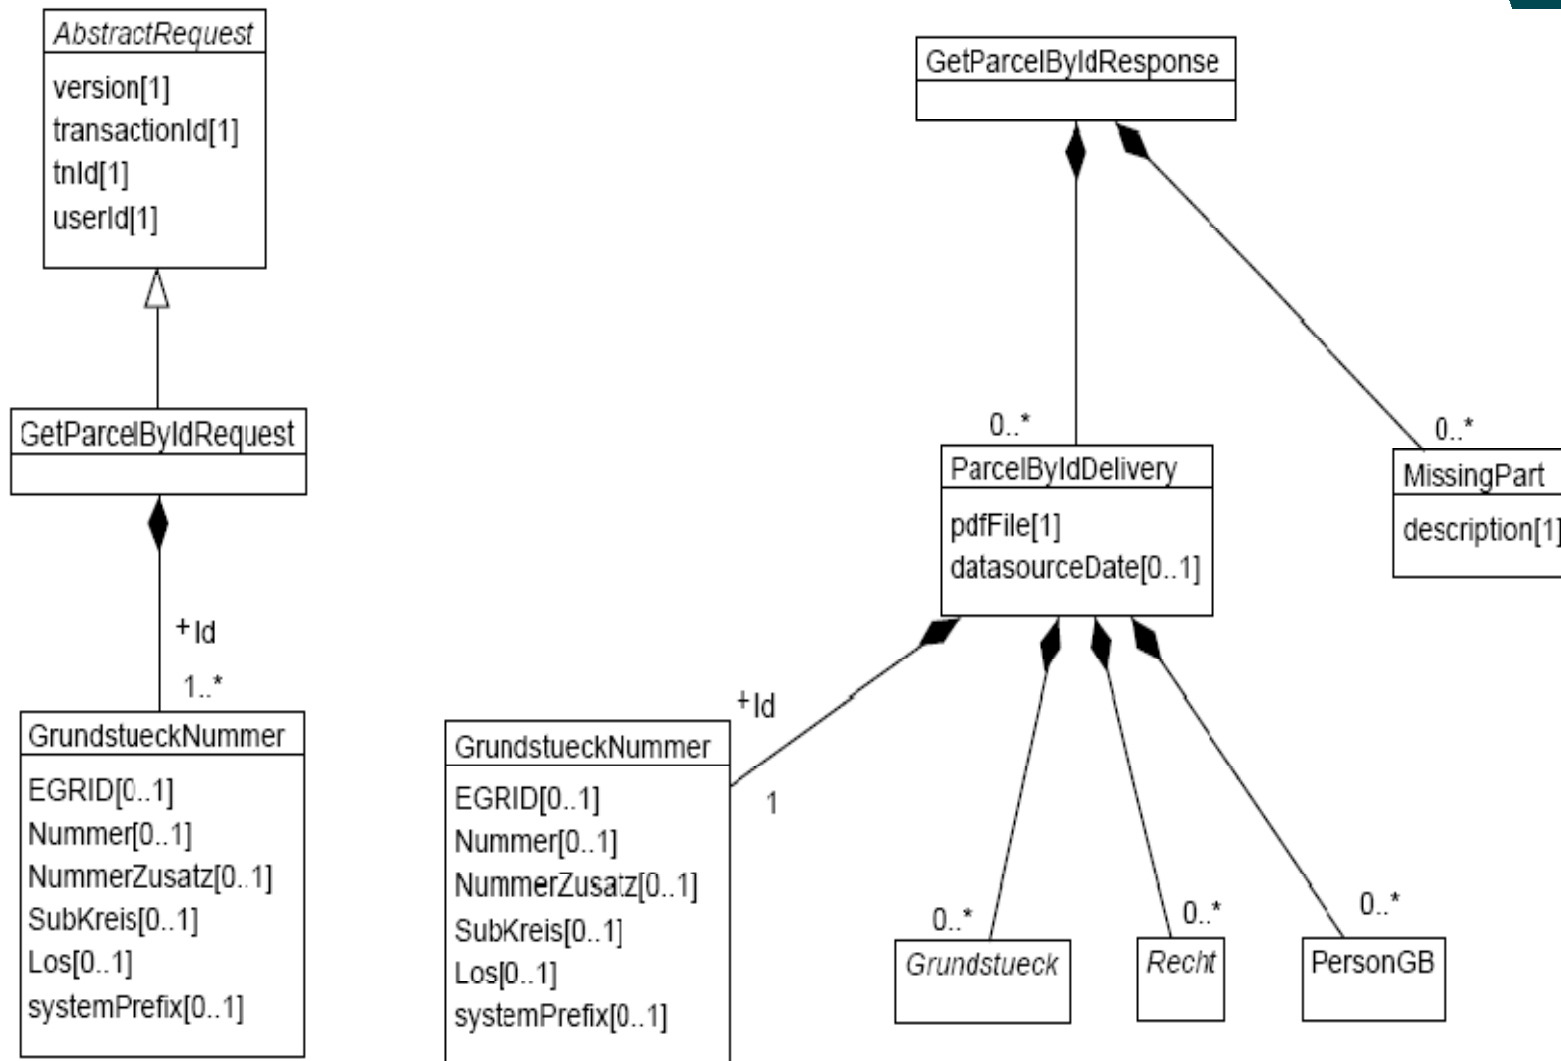 AbstractRequest
version[1]
transactionId[1]
tnId[1]
userId[1]
GetParcelByIdRequest
+Id
1..*
GrundstueckNummer
EGRID[0..1]
Nummer[0..1]
NummerZusatz[0..1]
SubKreis[0..1]
Los[0..1]
systemPrefix[0..1]
GetParcelByIdResponse
0..*
0..*
ParcelByIdDelivery
pdfFile[1]
datasourceDate[0..1]
MissingPart
description[1]
+Id
1
GrundstueckNummer
EGRID[0..1]
Nummer[0..1]
NummerZusatz[0..1]
SubKreis[0..1]
Los[0..1]
systemPrefix[0..1]
0..*
0..*
0..*
Grundstueck
Recht
PersonGB